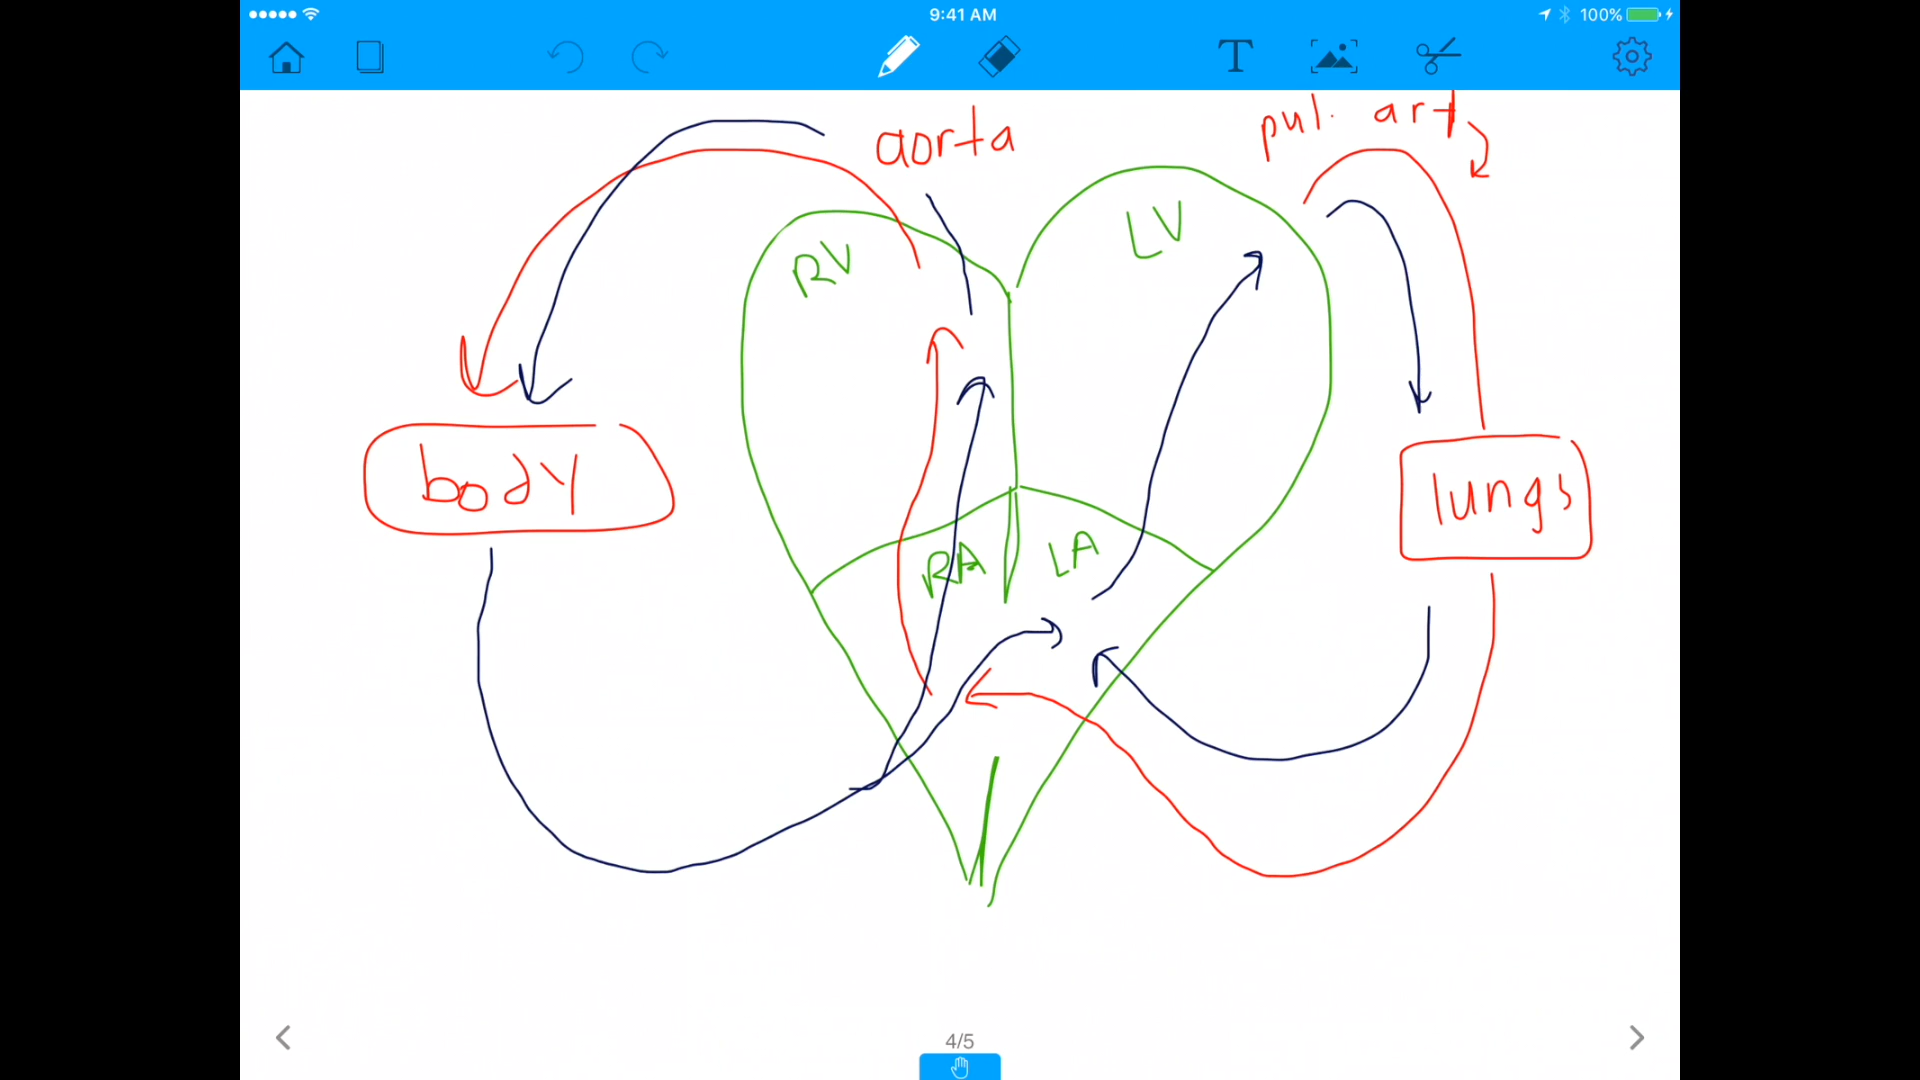 9:41 AM
100%
T
aorta
pul. art
RV
LV
body
lungs
RA
LA
4/5